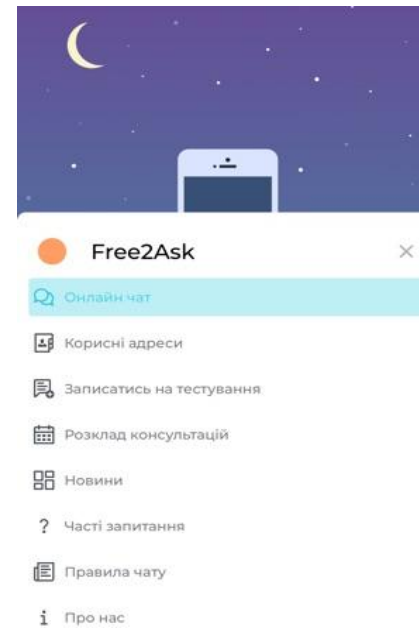 Free2Ask
Онлайн чат
Корисні адреси
Записатись на тестування
Розклад консультацій
Новини
Часті запитання
Правила чату
Про нас